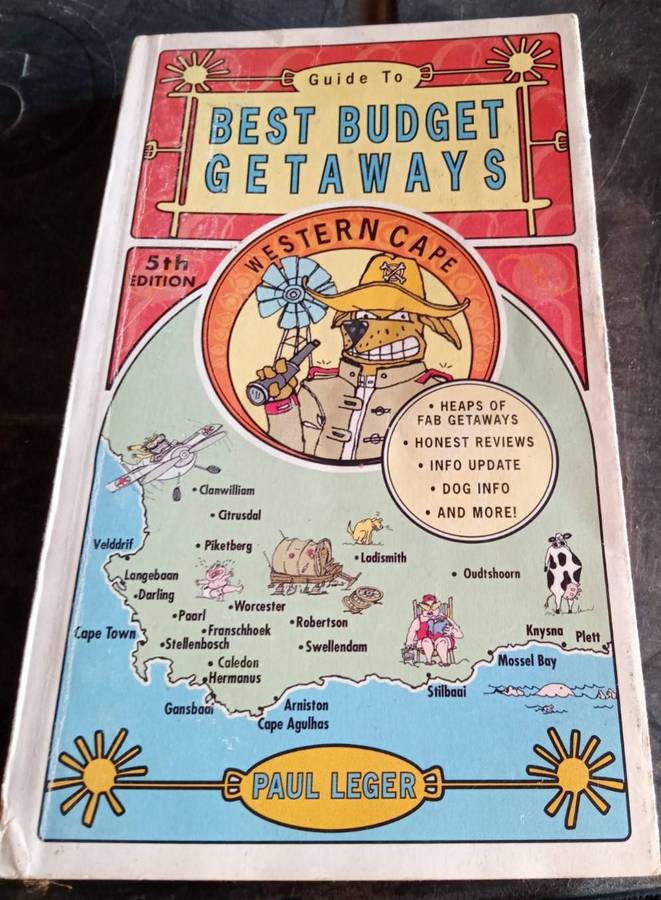 Guide To
BEST BUDGET
GETAWAYS
WESTERN CAPE
5th
EDITION
• HEAPS OF
FAB GETAWAYS
• HONEST REVIEWS
• INFO UPDATE
• DOG INFO
• AND MORE!
Clanwilliam
Citrusdal
Velddrif
Piketberg
Ladismith
Oudtshoorn
Langebaan
Darling
Worcester
Paarl
Robertson
Franschhoek
Cape Town
Stellenbosch
Swellendam
Knysna
Plett
Caledon
Mossel Bay
Hermanus
Stilbaai
Gansbaai
Arniston
Cape Agulhas
PAUL LEGER